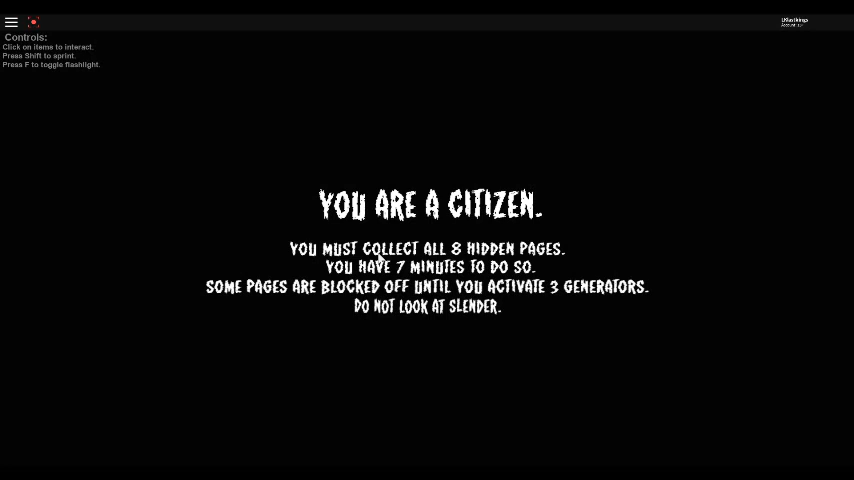 LKlastkings
Controls:
Click on items to interact.
Press Shift to sprint.
Press F to toggle flashlight.
YOU ARE A CITIZEN.
YOU MUST COLLECT ALL 8 HIDDEN PAGES.
YOU HAVE 7 MINUTES TO DO SO.
SOME PAGES ARE BLOCKED OFF UNTIL YOU ACTIVATE 3 GENERATORS.
DO NOT LOOK AT SLENDER.